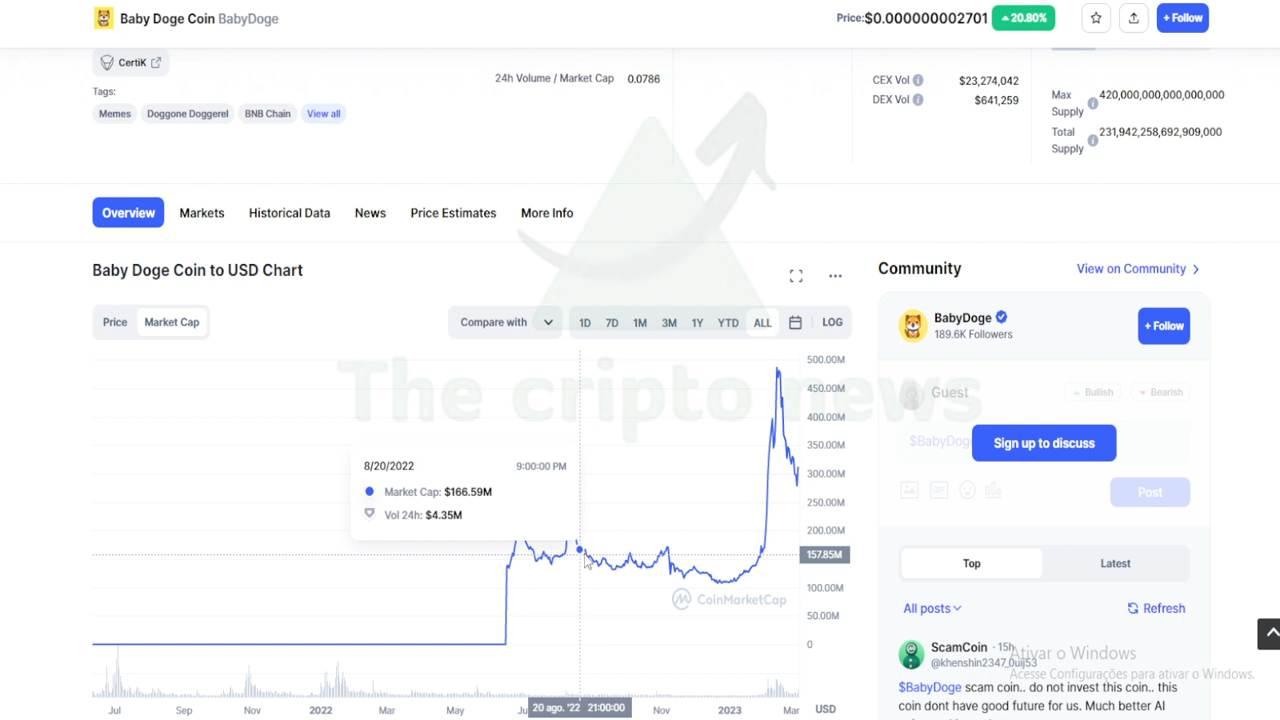 Baby Doge Coin BabyDoge
Price: $0.000000002701 20.80%
+ Follow
CertiK
24h Volume / Market Cap 0.0786
CEX Vol $23,274,042
DEX Vol $641,259
Max Supply 420,000,000,000,000,000
Total Supply 231,942,258,692,909,000
Tags:
Memes Doggone Doggerel BNB Chain View all
Overview Markets Historical Data News Price Estimates More Info
Baby Doge Coin to USD Chart
Price Market Cap
Compare with 1D 7D 1M 3M 1Y YTD ALL LOG
500.00M
450.00M
400.00M
350.00M
300.00M
250.00M
200.00M
157.85M
100.00M
50.00M
0
The cripto news
8/20/2022 9:00:00 PM
Market Cap: $166.59M
Vol 24h: $4.35M
CoinMarketCap
Jul Sep Nov 2022 Mar May Ju 20 ago. '22 21:00:00 Nov 2023 Mar USD
Community View on Community
BabyDoge
189.6K Followers
+ Follow
Guest Bullish Bearish
$BabyDog
Sign up to discuss
GIF
Post
Top Latest
All posts Refresh
ScamCoin · 15h
@khenshin2347_0uij53
$BabyDoge scam coin.. do not invest this coin.. this
coin dont have good future for us. Much better AI
Ativar o Windows
Acesse Configurações para ativar o Windows.